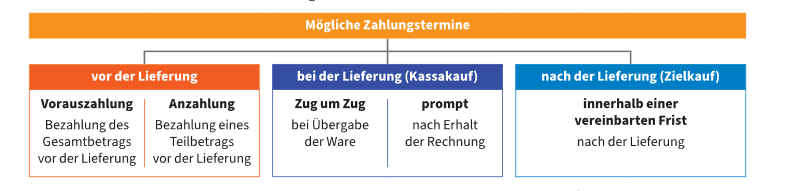 Mögliche Zahlungstermine
vor der Lieferung
Vorauszahlung
Bezahlung des
Gesamtbetrags
vor der Lieferung
Anzahlung
Bezahlung eines
Teilbetrags
vor der Lieferung
bei der Lieferung (Kassakauf)
Zug um Zug
bei Übergabe
der Ware
prompt
nach Erhalt
der Rechnung
nach der Lieferung (Zielkauf)
innerhalb einer
vereinbarten Frist
nach der Lieferung